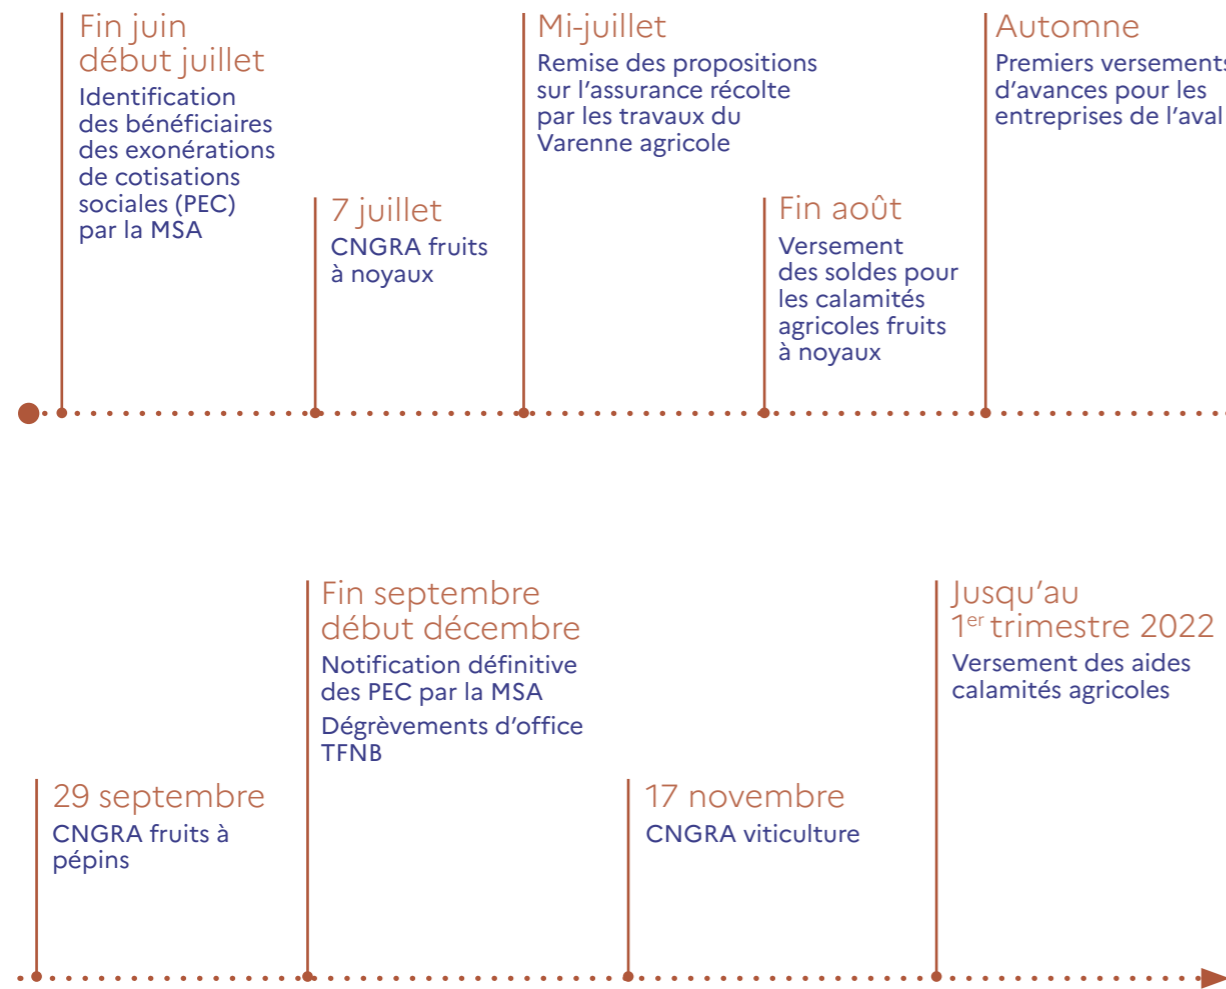 Fin juin
début juillet
Identification
des bénéficiaires
des exonérations
de cotisations
sociales (PEC)
par la MSA
7 juillet
CNGRA fruits
à noyaux
Mi-juillet
Remise des propositions
sur l’assurance récolte
par les travaux du
Varenne agricole
Fin août
Versement
des soldes pour
les calamités
agricoles fruits
à noyaux
Automne
Premiers versements
d’avances pour les
entreprises de l’aval
29 septembre
CNGRA fruits à
pépins
Fin septembre
début décembre
Notification définitive
des PEC par la MSA
Dégrèvements d’office
TFNB
17 novembre
CNGRA viticulture
Jusqu’au
1er trimestre 2022
Versement des aides
calamités agricoles